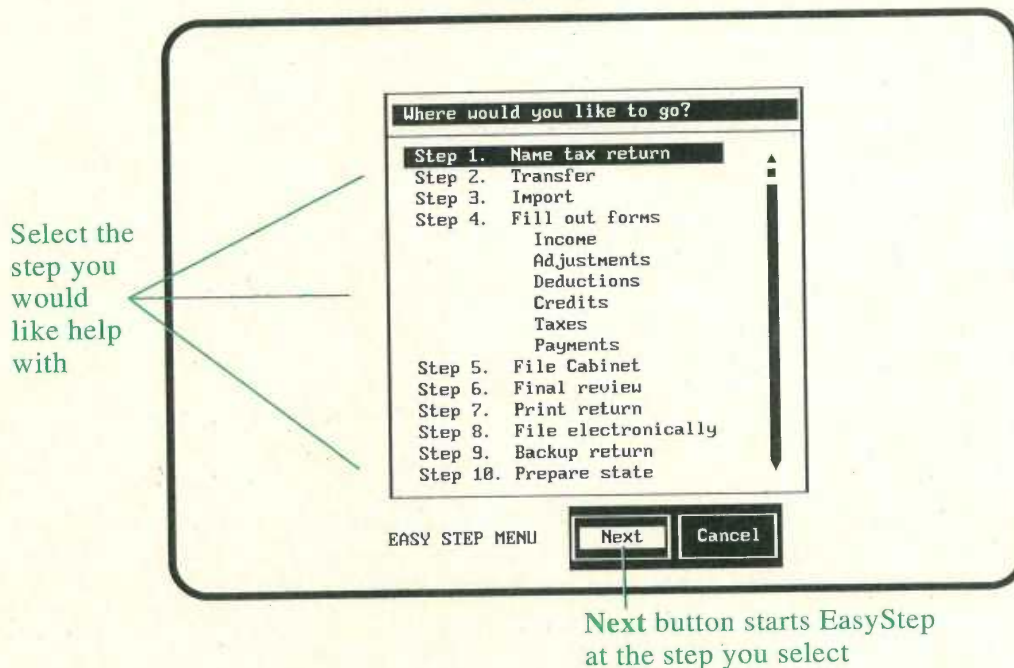 Where would you like to go?
Step 1. Name tax return
Step 2. Transfer
Step 3. Import
Step 4. Fill out forms
Income
Adjustments
Deductions
Credits
Taxes
Payments
Step 5. File Cabinet
Step 6. Final review
Step 7. Print return
Step 8. File electronically
Step 9. Backup return
Step 10. Prepare state
EASY STEP MENU Next Cancel
Select the
step you
would
like help
with
Next button starts EasyStep
at the step you select